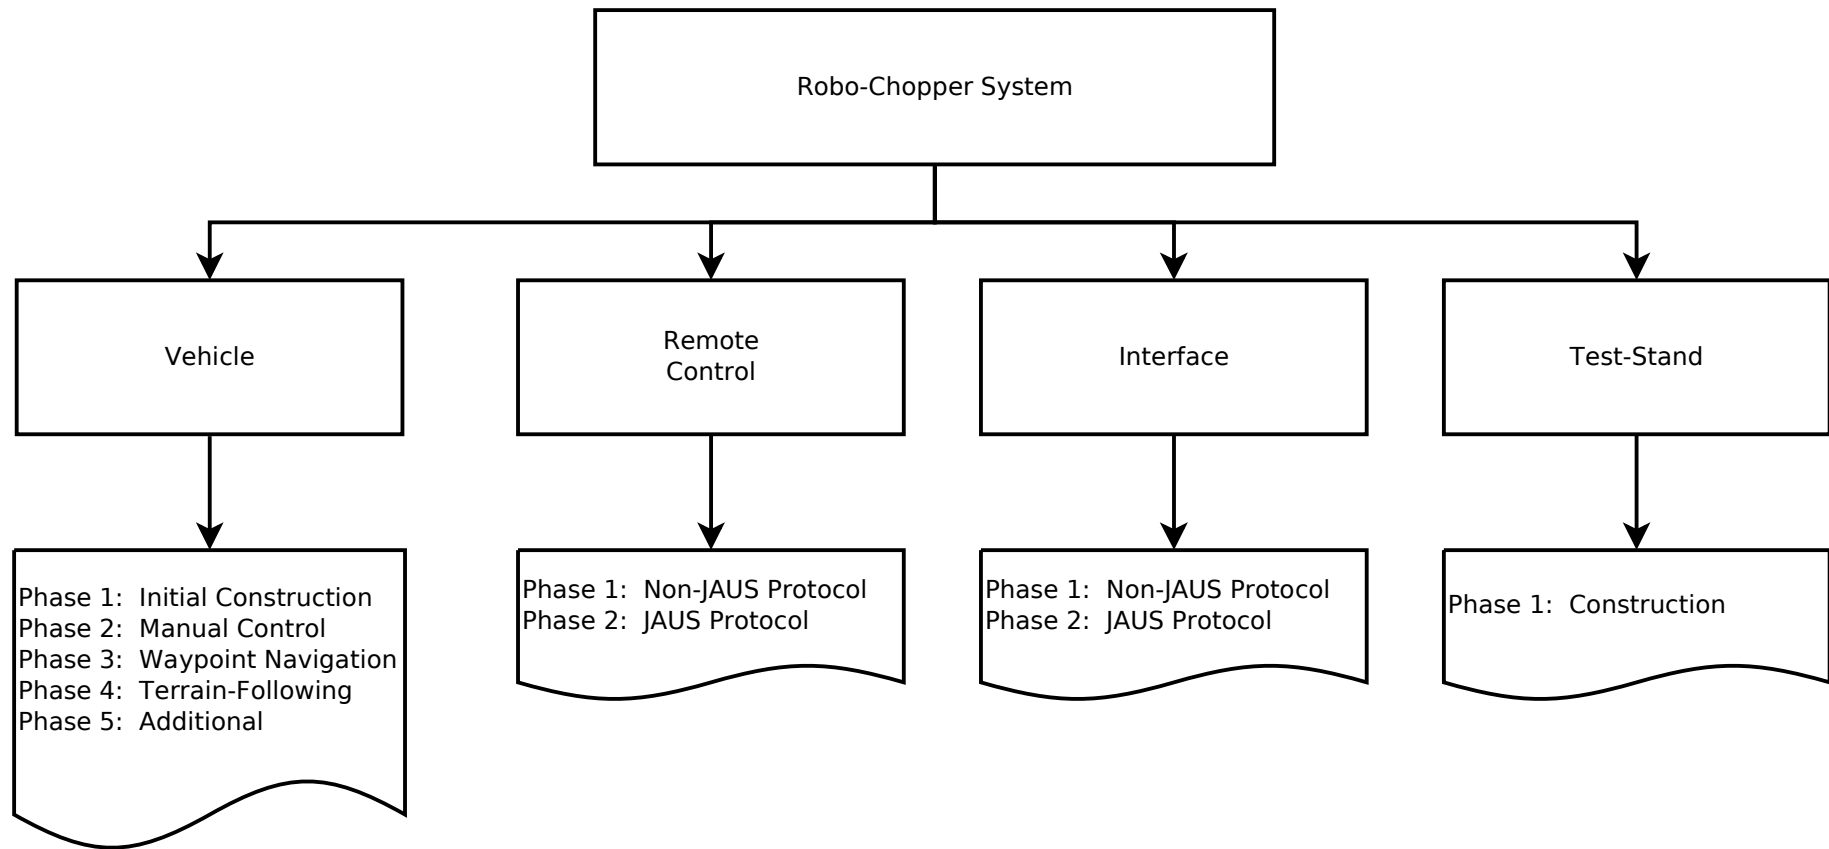 Robo-Chopper System
Vehicle
Remote
Control
Interface
Test-Stand
Phase 1:  Initial Construction
Phase 2:  Manual Control
Phase 3:  Waypoint Navigation
Phase 4:  Terrain-Following
Phase 5:  Additional
Phase 1:  Non-JAUS Protocol
Phase 2:  JAUS Protocol
Phase 1:  Non-JAUS Protocol
Phase 2:  JAUS Protocol
Phase 1:  Construction